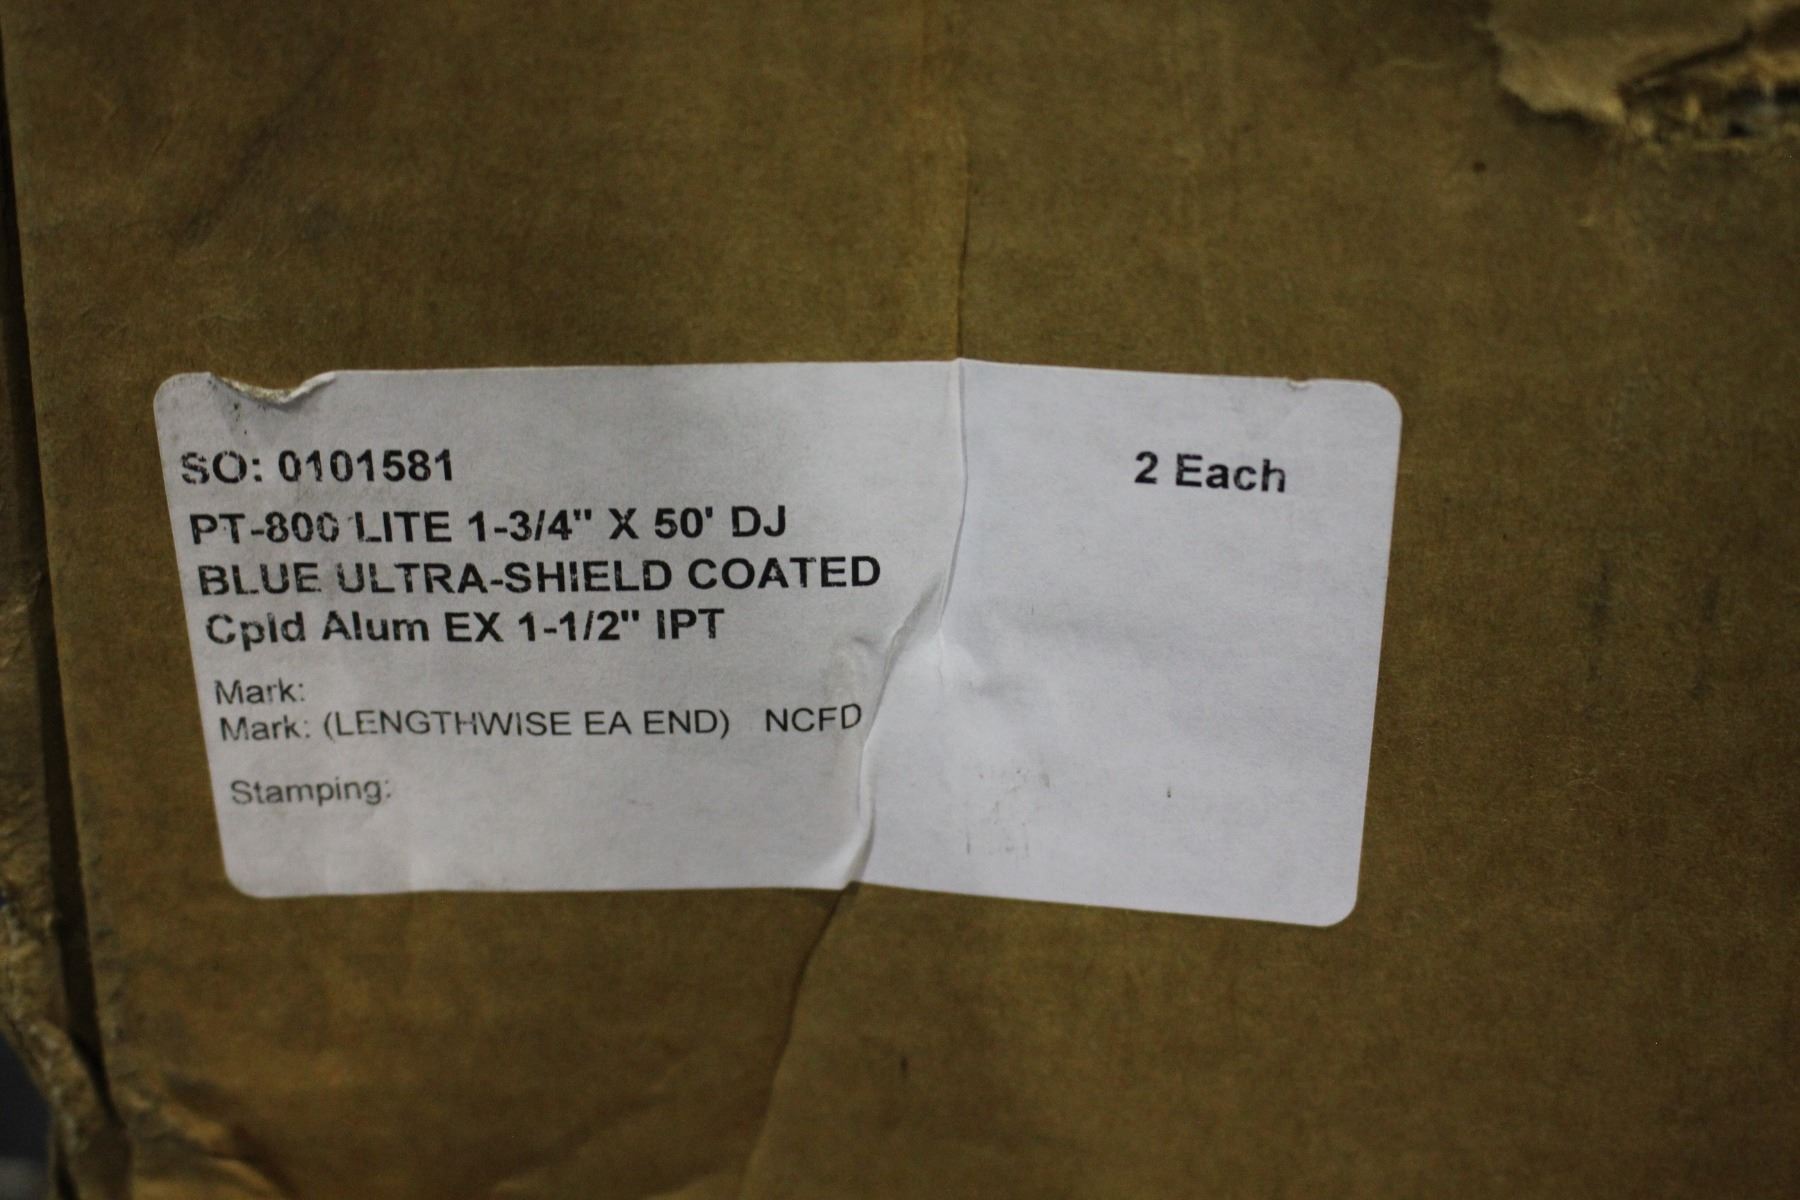 SO: 0101581
2 Each
PT-800 LITE 1-3/4" X 50' DJ
BLUE ULTRA-SHIELD COATED
Cpld Alum EX 1-1/2" IPT
Mark:
Mark: (LENGTHWISE EA END) NCFD
Stamping: